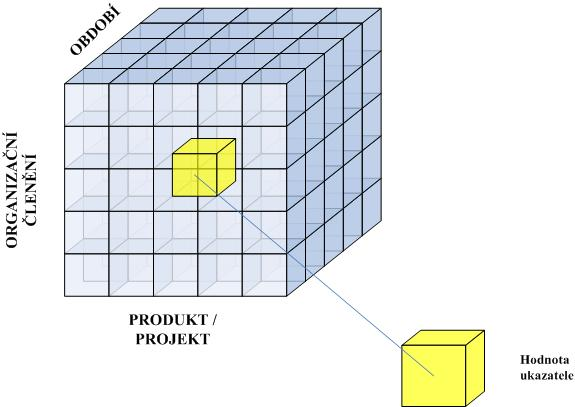 OBDOBÍ
ORGANIZAČNÍ
ČLENĚNÍ
PRODUKT /
PROJEKT
Hodnota
ukazatele